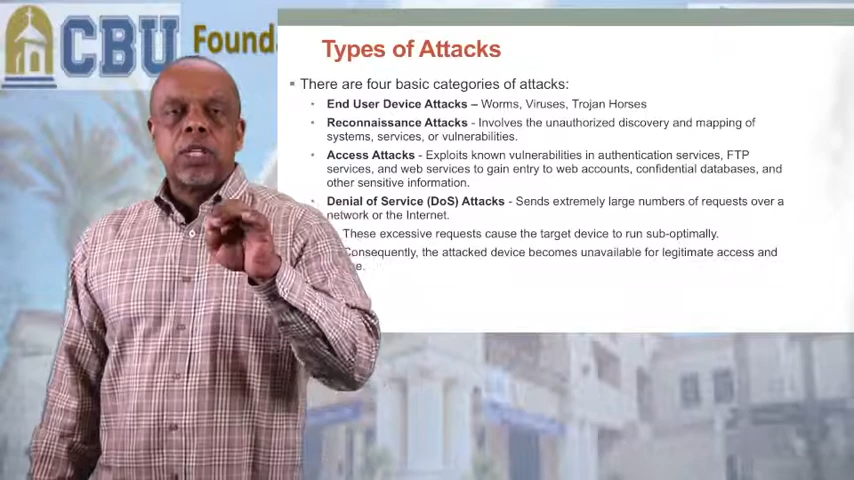 CBU
Types of Attacks
There are four basic categories of attacks:
End User Device Attacks – Worms, Viruses, Trojan Horses
Reconnaissance Attacks - Involves the unauthorized discovery and mapping of
systems, services, or vulnerabilities.
Access Attacks - Exploits known vulnerabilities in authentication services, FTP
services, and web services to gain entry to web accounts, confidential databases, and
other sensitive information.
Denial of Service (DoS) Attacks - Sends extremely large numbers of requests over a
network or the Internet.
These excessive requests cause the target device to run sub-optimally.
the attacked device becomes unavailable for legitimate access and